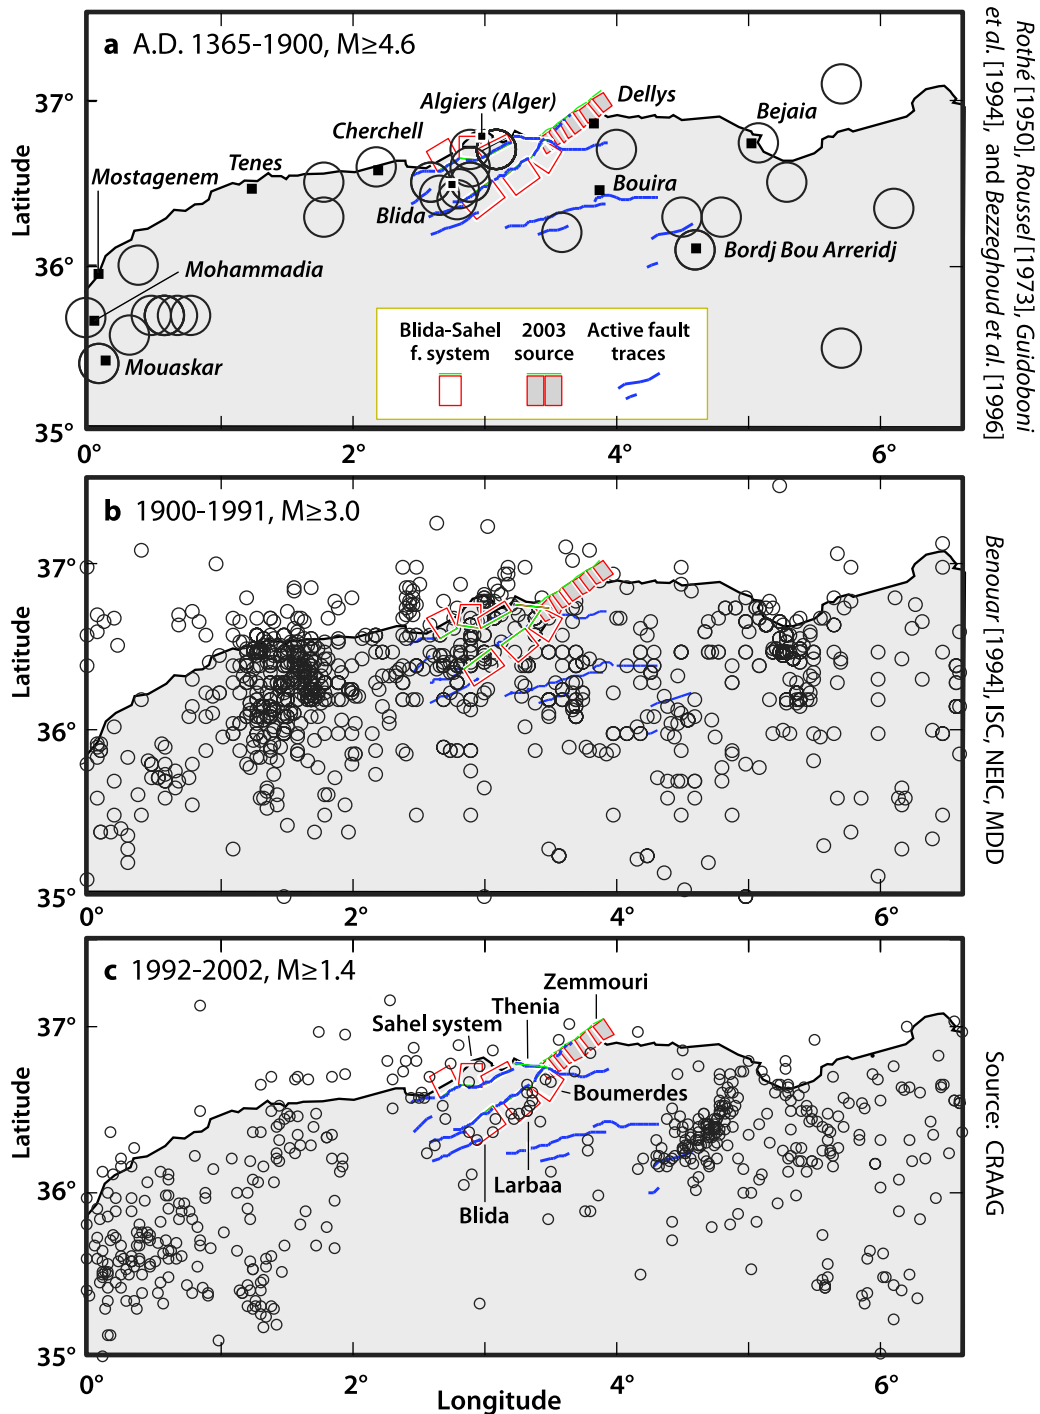 a A.D. 1365-1900, M≥4.6
37°
36°
35°
Latitude
Algiers (Alger)
Dellys
Bejaia
Cherchell
Tenes
Mostagenem
Blida
Bouira
Mohammadia
Bordj Bou Arreridj
Mouaskar
Blida-Sahel
f. system
2003
source
Active fault
traces
0°
2°
4°
6°
Rothé [1950], Roussel [1973], Guidoboni
et al. [1994], and Bezzeghoud et al. [1996]
b 1900-1991, M≥3.0
37°
36°
35°
Latitude
0°
2°
4°
6°
Benouar [1994], ISC, NEIC, MDD
c 1992-2002, M≥1.4
37°
36°
35°
Latitude
Zemmouri
Thenia
Sahel system
Boumerdes
Larbaa
Blida
0°
2°
4°
6°
Longitude
Source: CRAAG